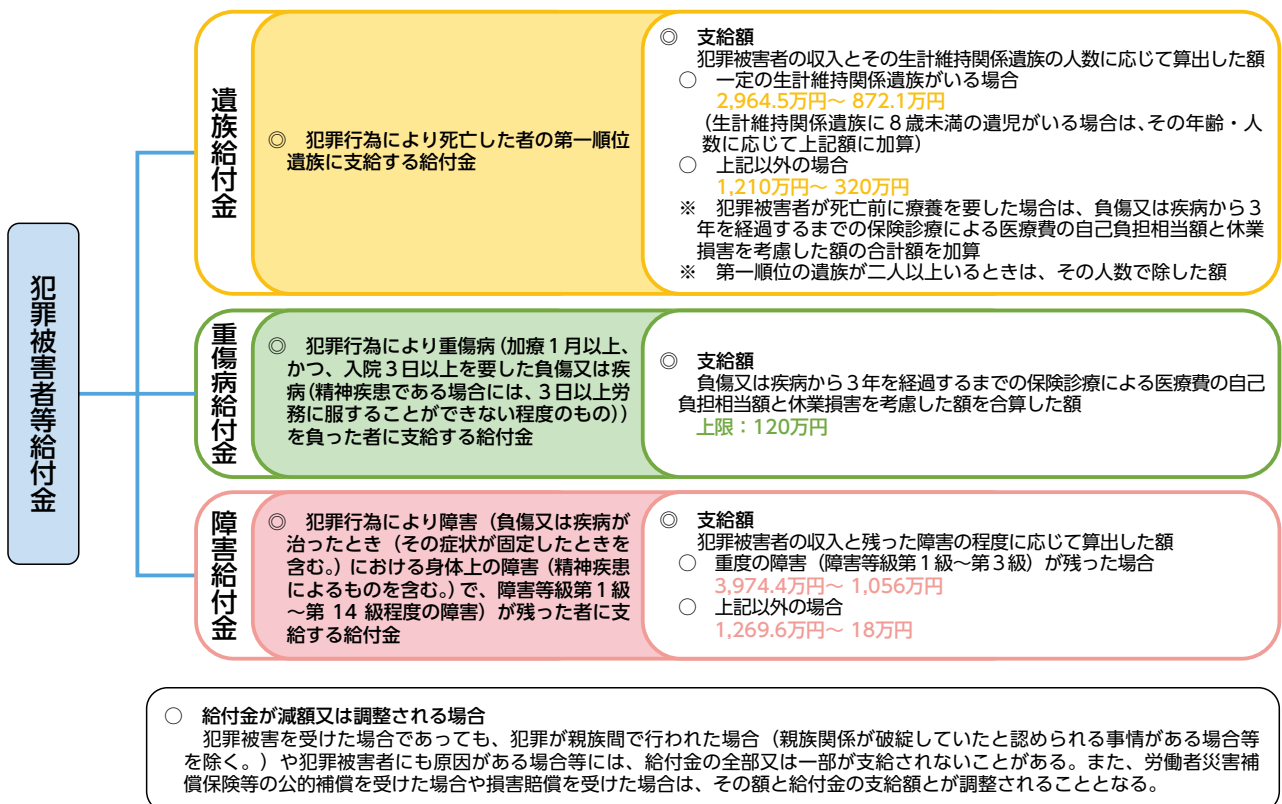 犯罪被害者等給付金
遺族給付金
◎ 犯罪行為により死亡した者の第一順位
遺族に支給する給付金
◎ 支給額
犯罪被害者の収入とその生計維持関係遺族の人数に応じて算出した額
○ 一定の生計維持関係遺族がいる場合
2,964.5万円～ 872.1万円
（生計維持関係遺族に８歳未満の遺児がいる場合は、その年齢・人
数に応じて上記額に加算）
○ 上記以外の場合
1,210万円～ 320万円
※ 犯罪被害者が死亡前に療養を要した場合は、負傷又は疾病から３
年を経過するまでの保険診療による医療費の自己負担相当額と休業
損害を考慮した額の合計額を加算
※ 第一順位の遺族が二人以上いるときは、その人数で除した額
重傷病給付金
◎ 犯罪行為により重傷病（加療１月以上、
かつ、入院３日以上を要した負傷又は疾
病（精神疾患である場合には、３日以上労
務に服することができない程度のもの））
を負った者に支給する給付金
◎ 支給額
負傷又は疾病から３年を経過するまでの保険診療による医療費の自己
負担相当額と休業損害を考慮した額を合算した額
上限：120万円
障害給付金
◎ 犯罪行為により障害（負傷又は疾病が
治ったとき（その症状が固定したときを
含む。）における身体上の障害（精神疾患
によるものを含む。）で、障害等級第１級
～第 14 級程度の障害）が残った者に支
給する給付金
◎ 支給額
犯罪被害者の収入と残った障害の程度に応じて算出した額
○ 重度の障害（障害等級第１級～第３級）が残った場合
3,974.4万円～ 1,056万円
○ 上記以外の場合
1,269.6万円～ 18万円
○ 給付金が減額又は調整される場合
犯罪被害を受けた場合であっても、犯罪が親族間で行われた場合（親族関係が破綻していたと認められる事情がある場合等
を除く。）や犯罪被害者にも原因がある場合等には、給付金の全部又は一部が支給されないことがある。また、労働者災害補
償保険等の公的補償を受けた場合や損害賠償を受けた場合は、その額と給付金の支給額とが調整されることとなる。